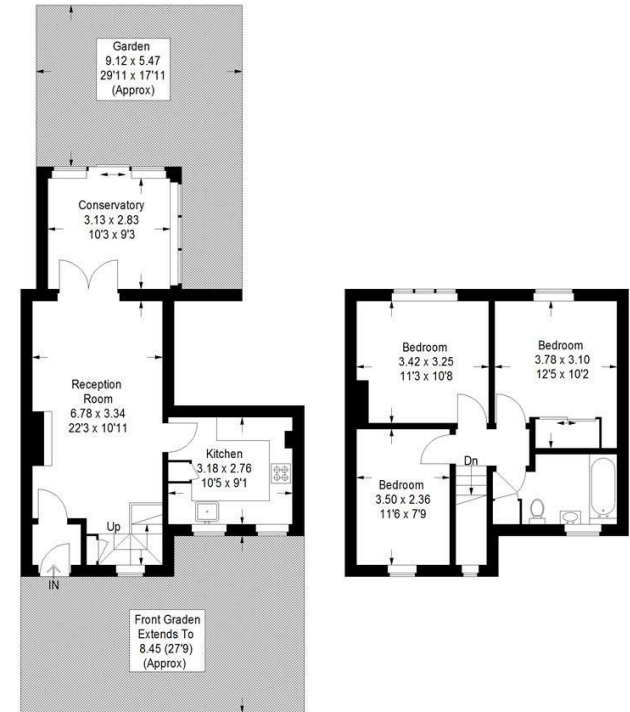 Garden
9.12 x 5.47
29'11 x 17'11
(Approx)
Conservatory
3.13 x 2.83
10'3 x 9'3
Reception
Room
6.78 x 3.34
22'3 x 10'11
Kitchen
3.18 x 2.76
10'5 x 9'1
Up
IN
Front Graden
Extends To
8.45 (27'9)
(Approx)
Bedroom
3.42 x 3.25
11'3 x 10'8
Bedroom
3.78 x 3.10
12'5 x 10'2
Dn
Bedroom
3.50 x 2.36
11'6 x 7'9